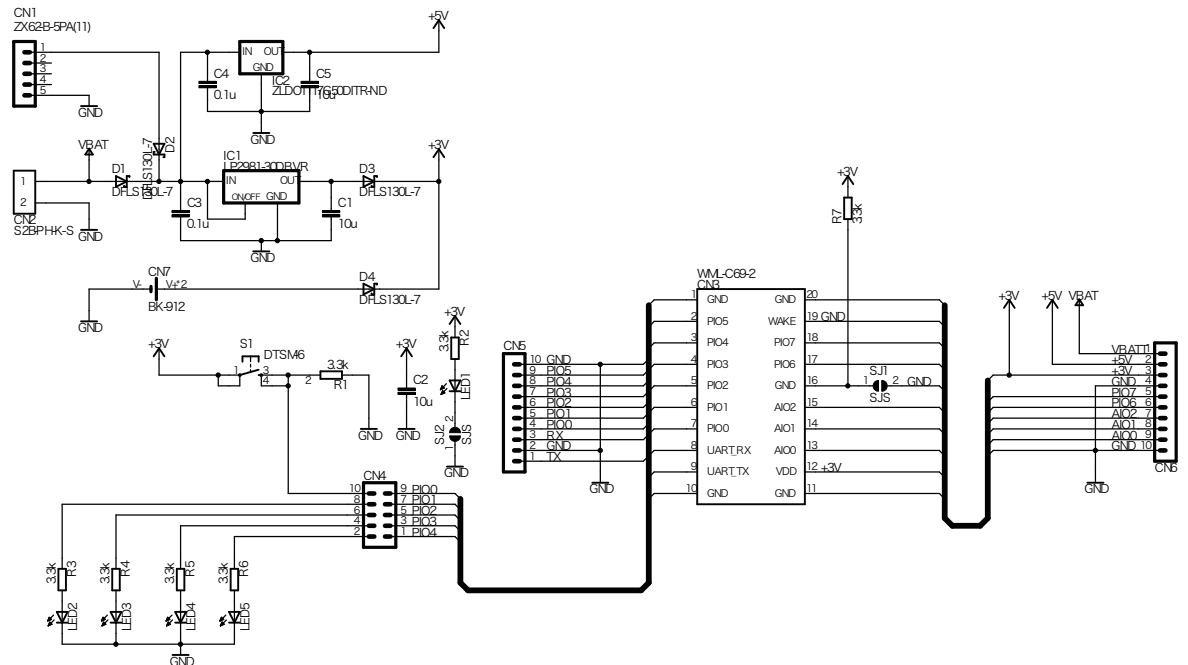 CN1
ZX62-B-5PA(11)
1
2
3
4
5
GND
+5V
IN OUT
GND
C4
0.1u
C5
10u
IC2
GND
VBAT
D1
DFLS130L-7
D2
DFLS130L-7
1
2
CN2
S2B-PH-K-S
GND
IC1
LP2981-30DBVR
IN OUT
ON/OFF GND
C3
0.1u
C1
10u
GND
D3
DFLS130L-7
+3V
CN7
V- V+*2
BK-912
GND
D4
DFLS130L-7
+3V
S1
DTSM-6
1
3
4
2
3.3k
R1
GND
+3V
C2
10u
GND
+3V
3.3k
R2
LED1
SJ2
2
SJS
1
GND
CN5
10 GND
9 PIO5
8 PIO4
7 PIO3
6 PIO2
5 PIO1
4 PIO0
3 RX
2 GND
1 TX
GND
WML-C69-2
CN3
1 GND GND 20
2 PIO5 WAKE 19 GND
3 PIO4 PIO7 18
4 PIO3 PIO6 17
5 PIO2 GND 16
6 PIO1 AIO2 15
7 PIO0 AIO1 14
8 UART_RX AIO0 13
9 UART_TX VDD 12 +3V
10 GND GND 11
+3V
R7
33k
SJ1
1 2 GND
SJS
+3V
+5V
VBAT
VBAT 1
+5V 2
+3V 3
GND 4
PIO7 5
PIO6 6
AIO2 7
AIO1 8
AIO0 9
GND 10
CN6
GND
CN4
10 9 PIO0
8 7 PIO1
6 5 PIO2
4 3 PIO3
2 1 PIO4
3.3k
R3
3.3k
R4
3.3k
R5
3.3k
R6
LED2
LED3
LED4
LED5
GND